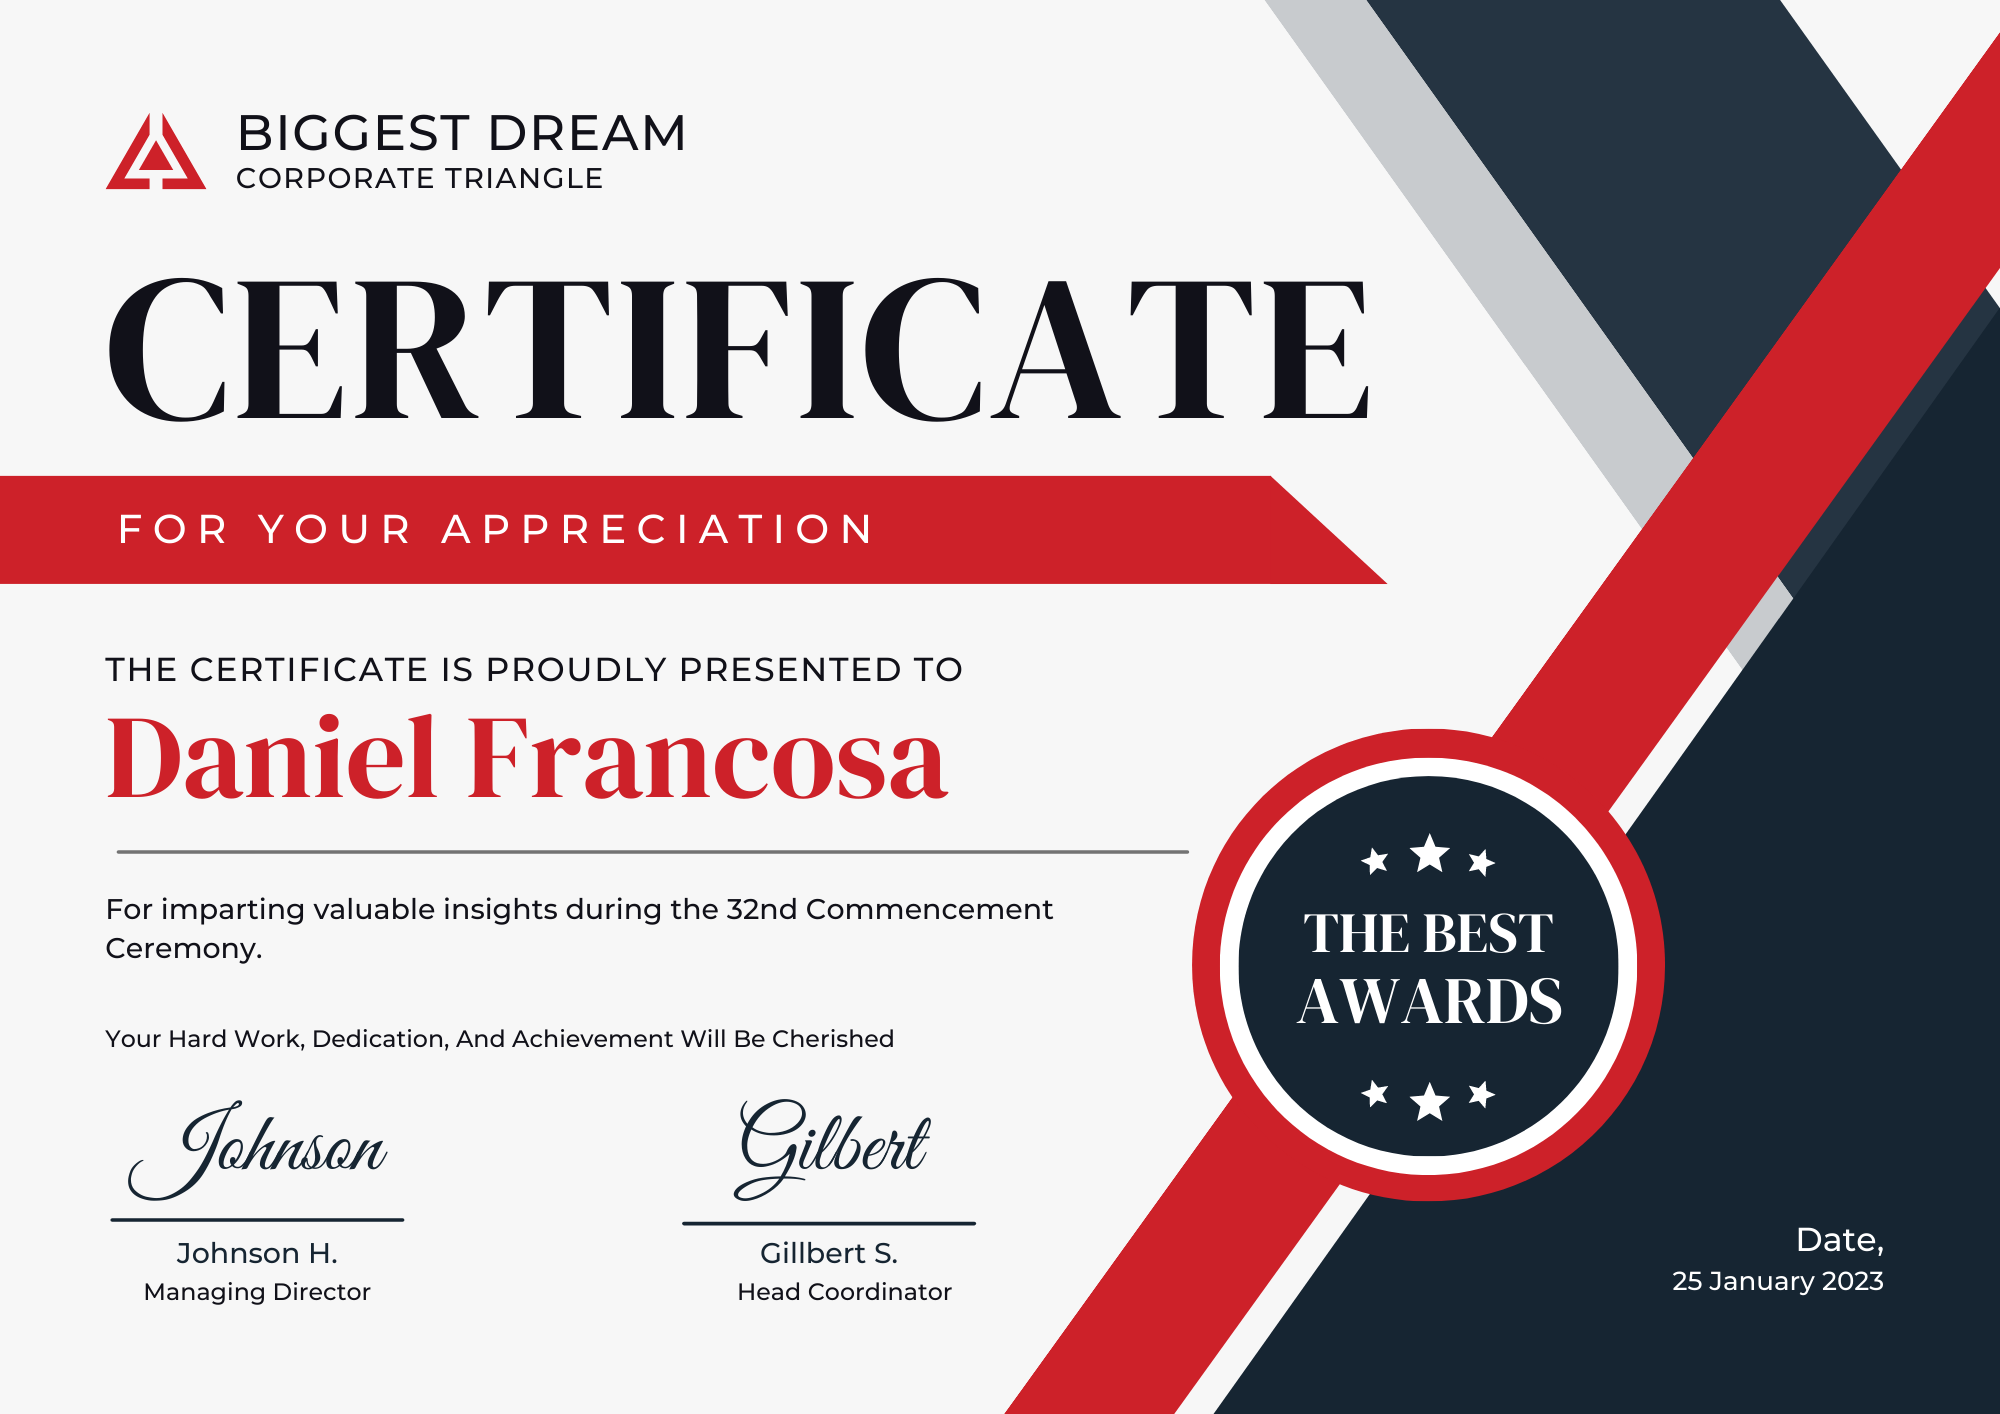 BIGGEST DREAM
CORPORATE TRIANGLE
CERTIFICATE
FOR YOUR APPRECIATION
THE CERTIFICATE IS PROUDLY PRESENTED TO
Daniel Francosa
For imparting valuable insights during the 32nd Commencement
Ceremony.
Your Hard Work, Dedication, And Achievement Will Be Cherished
THE BEST
AWARDS
Johnson
Johnson H.
Managing Director
Gilbert
Gillbert S.
Head Coordinator
Date,
25 January 2023